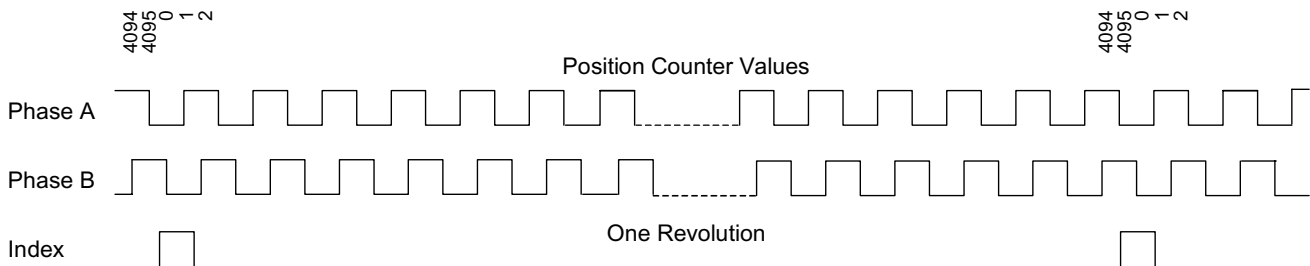 4094
4095
0
1
2
4094
4095
0
1
2
Position Counter Values
Phase A
Phase B
One Revolution
Index